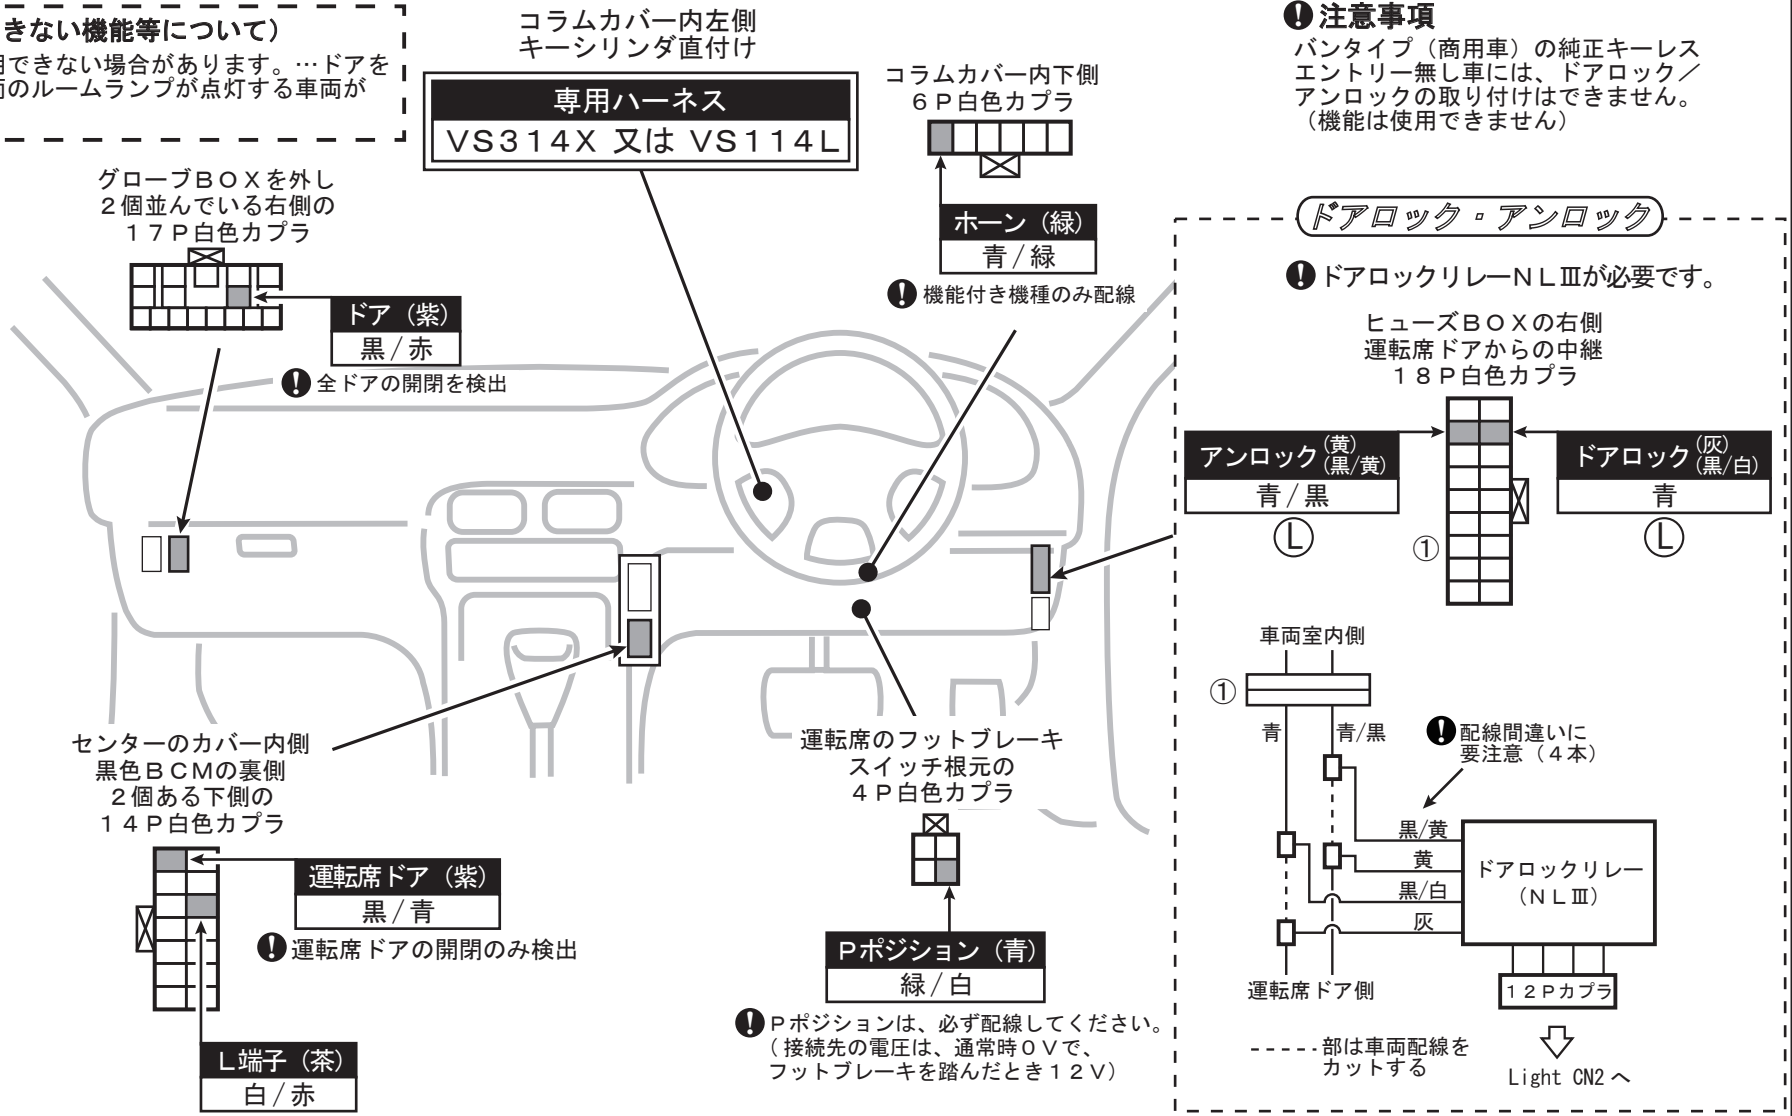 きない機能等について）
用できない場合があります。…ドアを
両のルームランプが点灯する車両が
コラムカバー内左側
キーシリンダ直付け
専用ハーネス
ＶＳ３１４Ｘ 又は ＶＳ１１４Ｌ
コラムカバー内下側
６Ｐ白色カプラ
ホーン（緑）
青/緑
機能付き機種のみ配線
注意事項
バンタイプ（商用車）の純正キーレス
エントリー無し車には、ドアロック／
アンロックの取り付けはできません。
（機能は使用できません）
グローブＢＯＸを外し
２個並んでいる右側の
１７Ｐ白色カプラ
ドア（紫）
黒/赤
全ドアの開閉を検出
ドアロック・アンロック
ドアロックリレーＮＬⅢが必要です。
ヒューズＢＯＸの右側
運転席ドアからの中継
１８Ｐ白色カプラ
アンロック（黄）（黒/黄）
青/黒
Ⓛ
ドアロック（灰）（黒/白）
青
Ⓛ
①
車両室内側
①
青
青/黒
配線間違いに
要注意（４本）
黒/黄
黄
黒/白
灰
ドアロックリレー
（ＮＬⅢ）
１２Ｐカプラ
運転席ドア側
-----部は車両配線を
カットする
Light CN2 へ
センターのカバー内側
黒色ＢＣＭの裏側
２個ある下側の
１４Ｐ白色カプラ
運転席ドア（紫）
黒/青
運転席ドアの開閉のみ検出
Ｌ端子（茶）
白/赤
運転席のフットブレーキ
スイッチ根元の
４Ｐ白色カプラ
Ｐポジション（青）
緑/白
Ｐポジションは、必ず配線してください。
（接続先の電圧は、通常時０Ｖで、
フットブレーキを踏んだとき１２Ｖ）